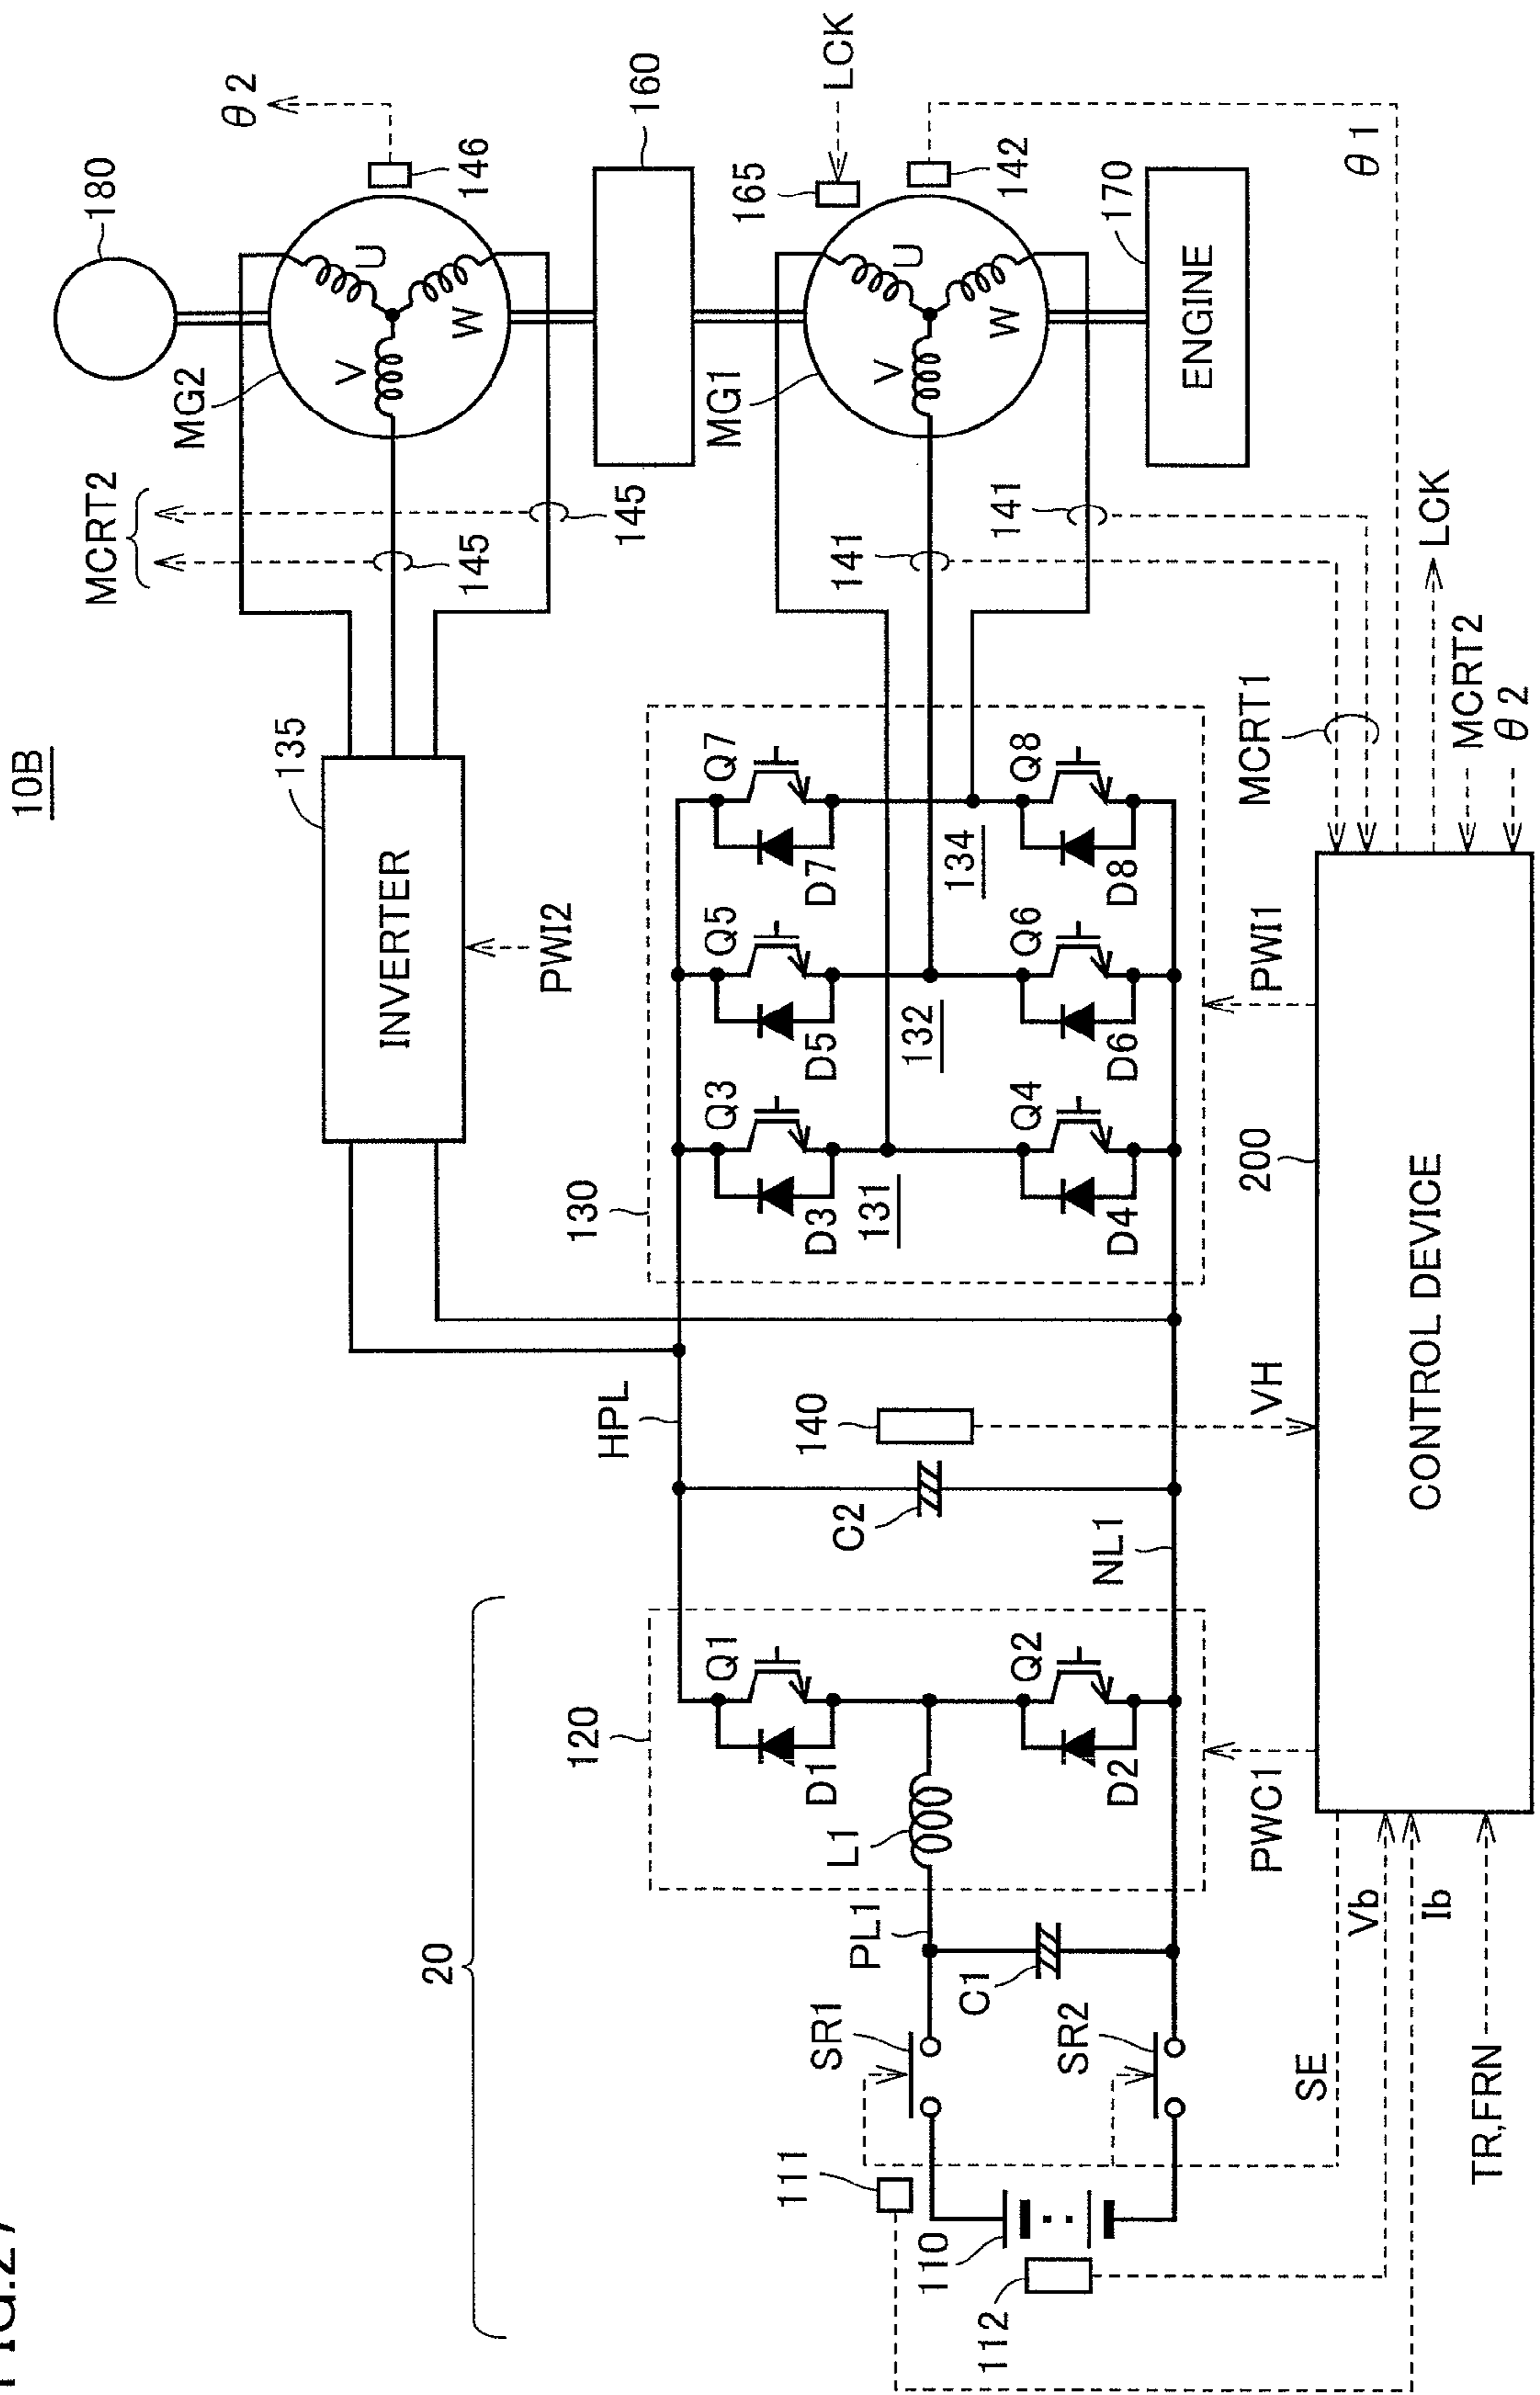 10B
20
120
Q1
D1
Q2
D2
L1
PL1
C1
SR1
SR2
111
110
112
HPL
C2
140
NL1
VH
135
INVERTER
PWI2
130
Q3
D3
Q5
D5
Q7
D7
131
132
134
Q4
D4
Q6
D6
Q8
D8
MCRT2
145
145
MG2
U
V
W
180
θ2
146
160
MG1
U
V
W
165
LCK
142
141
141
θ1
170
ENGINE
MCRT1
LCK
MCRT2
θ2
PWC1
PWI1
200
CONTROL DEVICE
SE
Vb
Ib
TR,FRN